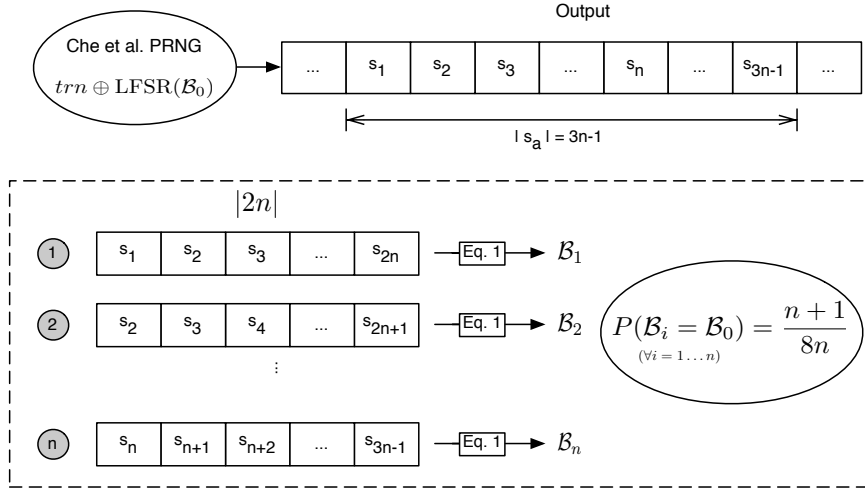 Output
Che et al. PRNG
trn ⊕ LFSR(ℬ₀)
... s₁ s₂ s₃ ... sₙ ... s₃ₙ₋₁ ...
| sₐ | = 3n-1
|2n|
1 s₁ s₂ s₃ ... s₂ₙ Eq. 1 ℬ₁
2 s₂ s₃ s₄ ... s₂ₙ₊₁ Eq. 1 ℬ₂
⋮
n sₙ sₙ₊₁ sₙ₊₂ ... s₃ₙ₋₁ Eq. 1 ℬₙ
P(ℬᵢ = ℬ₀) = (n + 1)/(8n)
(∀i = 1 … n)